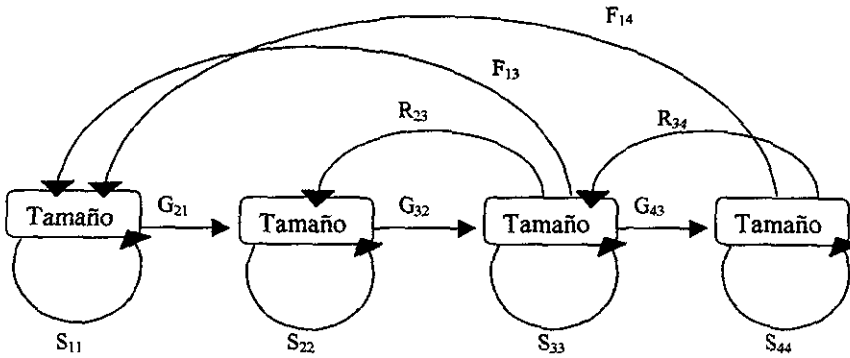 F14
F13
R23
R34
Tamaño
G21
Tamaño
G32
Tamaño
G43
Tamaño
S11
S22
S33
S44